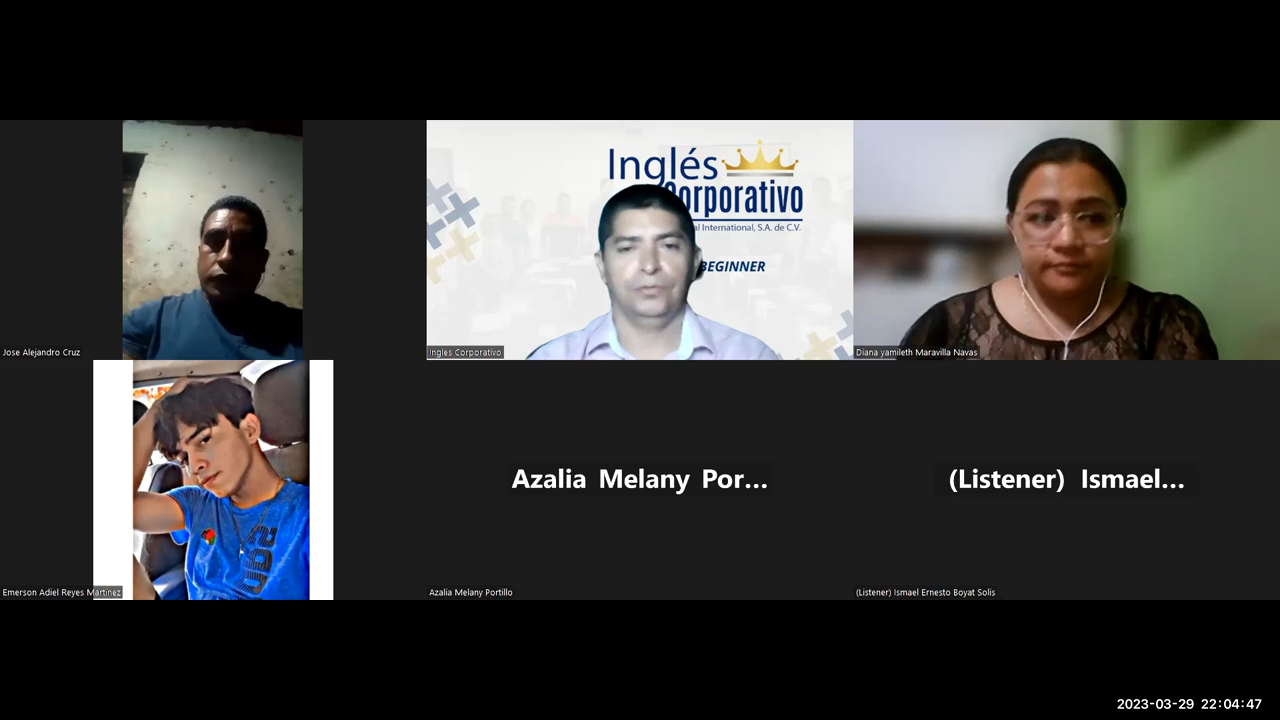 Inglés
Corporativo
al International, S.A. de C.V.
BEGINNER
Jose Alejandro Cruz
Inglés Corporativo
Diana yamileth Maravilla Navas
Azalia Melany Por...
(Listener) Ismael...
Emerson Adiel Reyes Martinez
Azalia Melany Portillo
(Listener) Ismael Ernesto Boyat Solis
2023-03-29 22:04:47